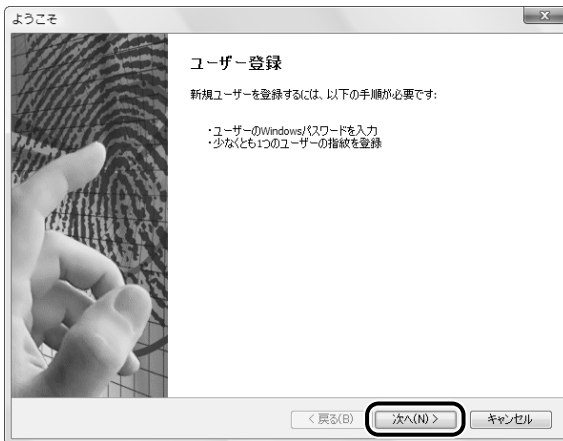 ようこそ
ユーザー登録
新規ユーザーを登録するには、以下の手順が必要です:
・ユーザーのWindowsパスワードを入力
・少なくとも1つのユーザーの指紋を登録
< 戻る(B) 次へ(N) > キャンセル